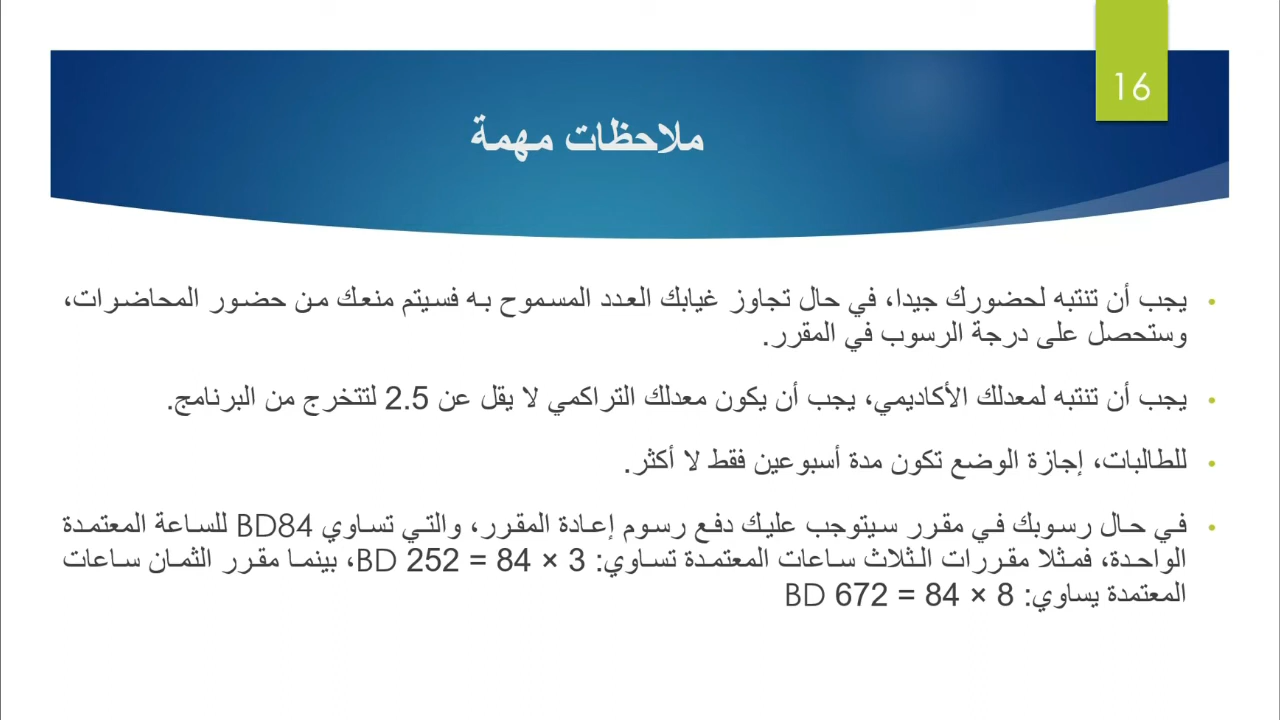 16
ملاحظات مهمة
• يجب أن تنتبه لحضورك جيدا، في حال تجاوز غيابك العدد المسموح به فسيتم منعك من حضور المحاضرات،
وستحصل على درجة الرسوب في المقرر.
• يجب أن تنتبه لمعدلك الأكاديمي، يجب أن يكون معدلك التراكمي لا يقل عن 2.5 لتتخرج من البرنامج.
• للطالبات، إجازة الوضع تكون مدة أسبوعين فقط لا أكثر.
• في حال رسوبك في مقرر سيتوجب عليك دفع رسوم إعادة المقرر، والتي تساوي BD84 للساعة المعتمدة
الواحدة، فمثلا مقررات الثلاث ساعات المعتمدة تساوي: BD 252 = 84 × 3، بينما مقرر الثمان ساعات
المعتمدة يساوي: BD 672 = 84 × 8